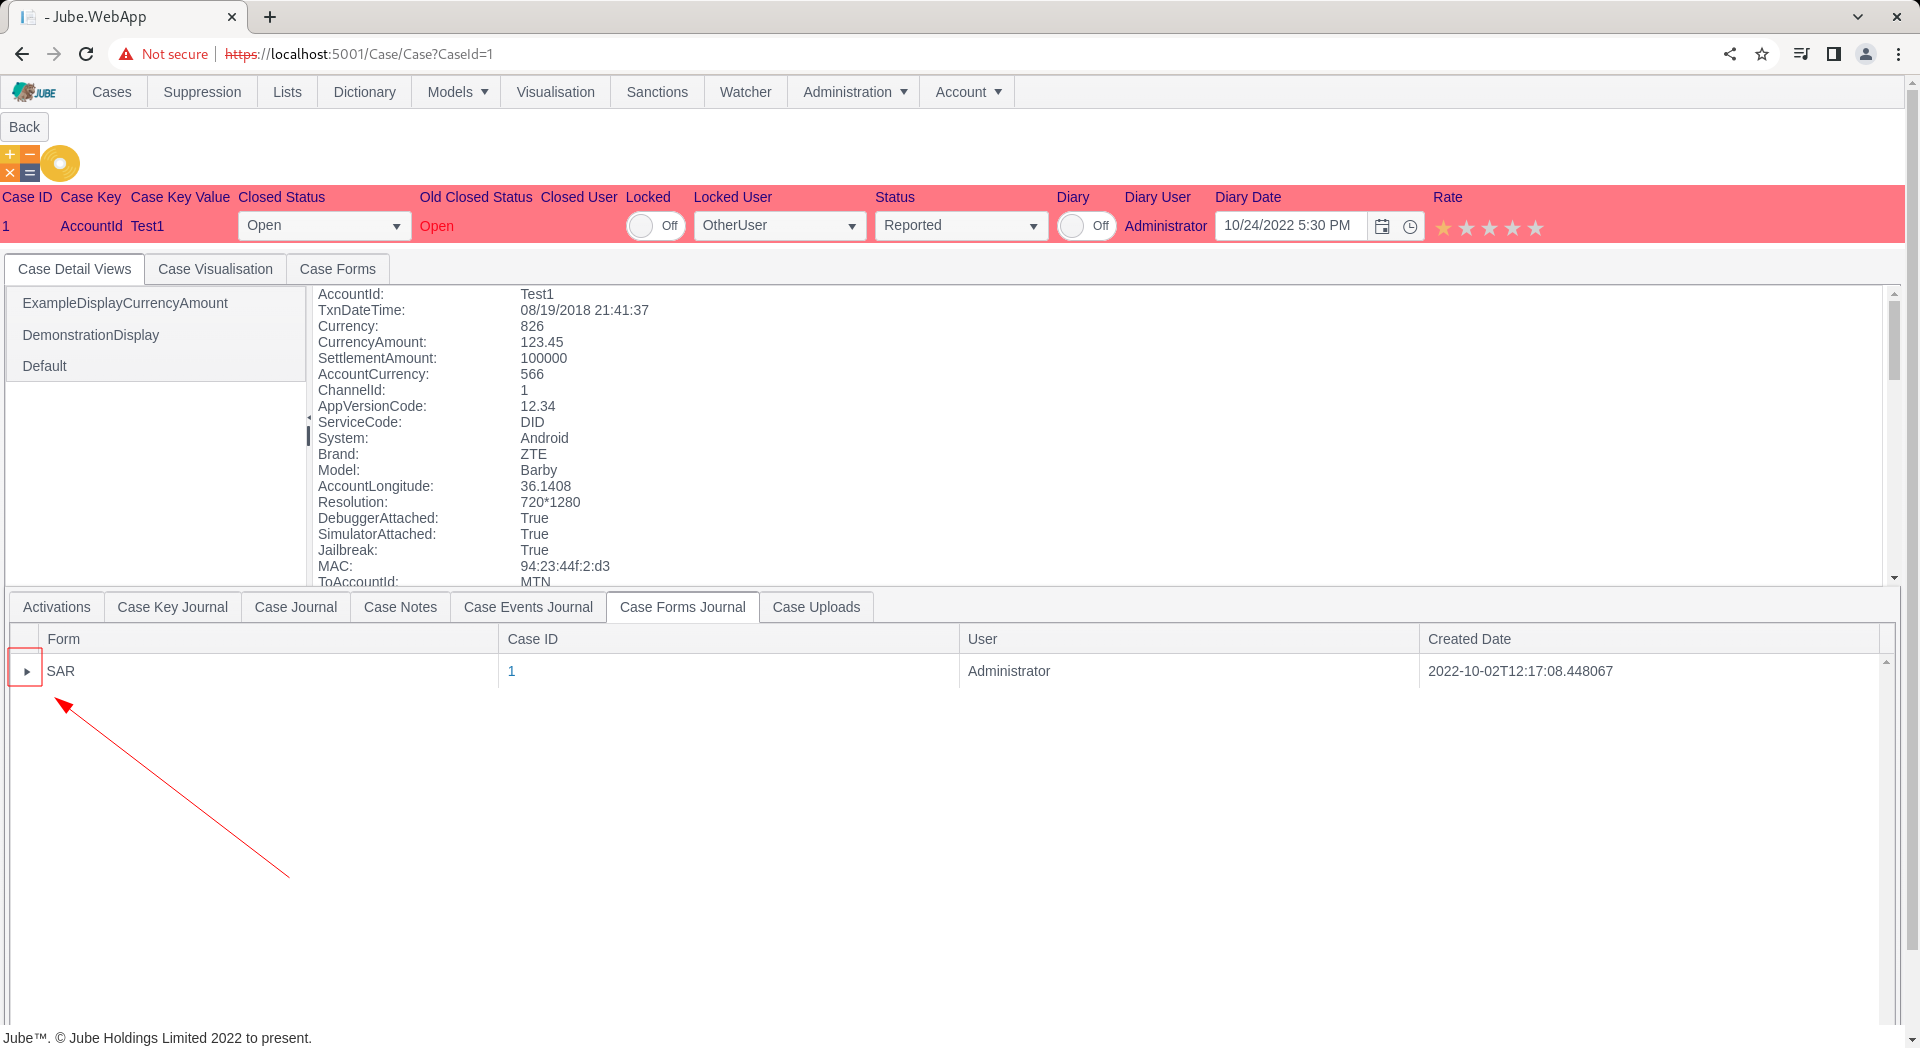 - Jube.WebApp
Not secure https://localhost:5001/Case/Case?CaseId=1
JUBE Cases Suppression Lists Dictionary Models Visualisation Sanctions Watcher Administration Account
Back
Case ID Case Key Case Key Value Closed Status Old Closed Status Closed User Locked Locked User Status Diary Diary User Diary Date Rate
1 AccountId Test1 Open Open Off OtherUser Reported Off Administrator 10/24/2022 5:30 PM
Case Detail Views Case Visualisation Case Forms
ExampleDisplayCurrencyAmount
DemonstrationDisplay
Default
AccountId: Test1
TxnDateTime: 08/19/2018 21:41:37
Currency: 826
CurrencyAmount: 123.45
SettlementAmount: 100000
AccountCurrency: 566
ChannelId: 1
AppVersionCode: 12.34
ServiceCode: DID
System: Android
Brand: ZTE
Model: Barby
AccountLongitude: 36.1408
Resolution: 720*1280
DebuggerAttached: True
SimulatorAttached: True
Jailbreak: True
MAC: 94:23:44f:2:d3
ToAccountId: MTN
Activations Case Key Journal Case Journal Case Notes Case Events Journal Case Forms Journal Case Uploads
Form Case ID User Created Date
SAR 1 Administrator 2022-10-02T12:17:08.448067
Jube™. © Jube Holdings Limited 2022 to present.